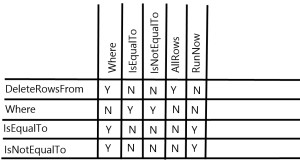 Where IsEqualTo IsNotEqualTo AllRows RunNow
DeleteRowsFrom Y N N Y N
Where N Y Y N N
IsEqualTo Y N N N Y
IsNotEqualTo Y N N N Y